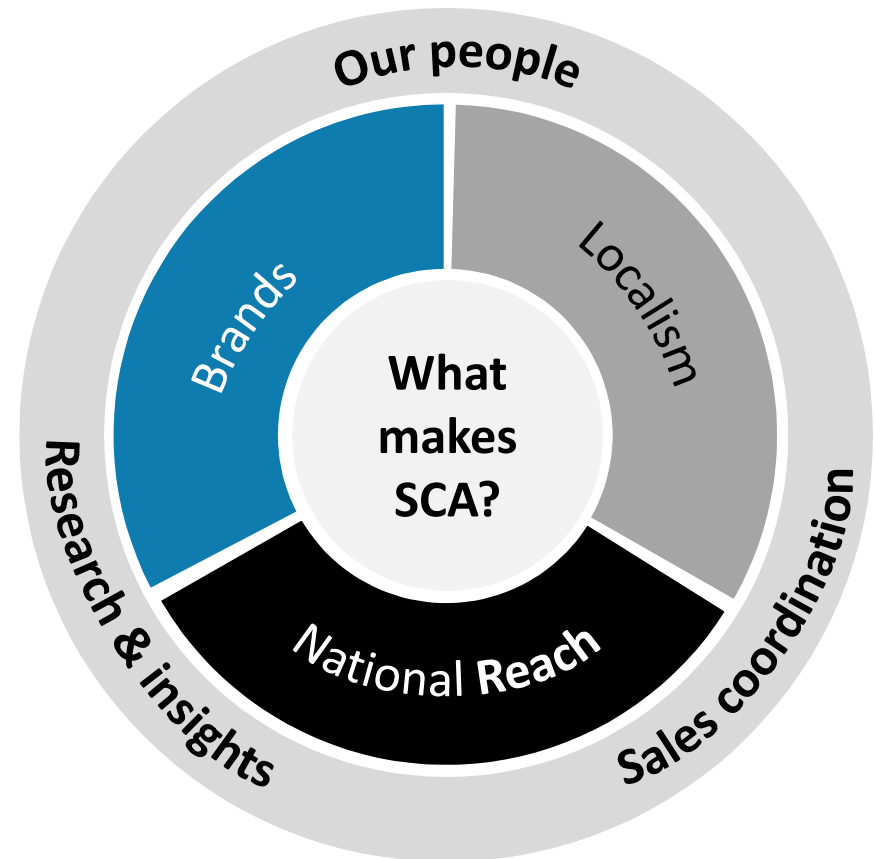 Our people
Brands
Localism
What
makes
SCA?
National Reach
Research & insights
Sales coordination